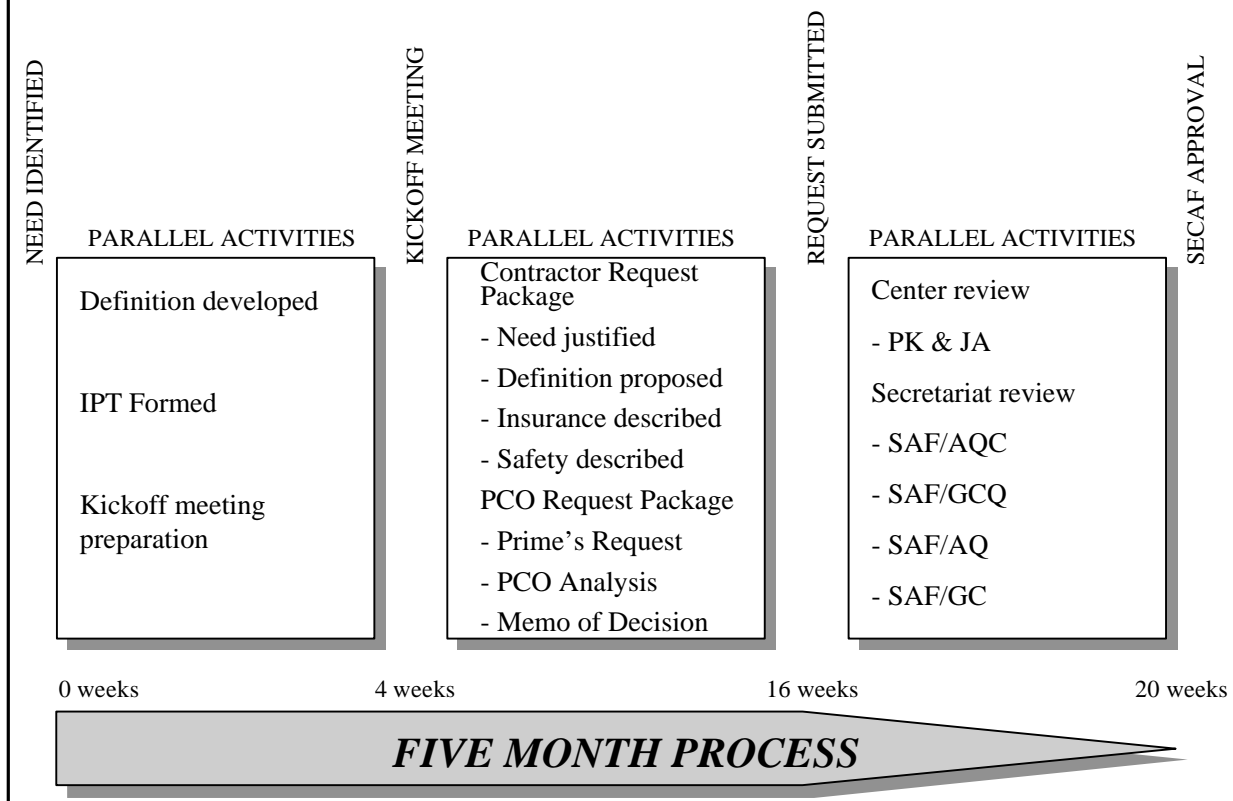 NEED IDENTIFIED
KICKOFF MEETING
REQUEST SUBMITTED
SECAF APPROVAL
PARALLEL ACTIVITIES
Definition developed
IPT Formed
Kickoff meeting
preparation
PARALLEL ACTIVITIES
Contractor Request
Package
- Need justified
- Definition proposed
- Insurance described
- Safety described
PCO Request Package
- Prime's Request
- PCO Analysis
- Memo of Decision
PARALLEL ACTIVITIES
Center review
- PK & JA
Secretariat review
- SAF/AQC
- SAF/GCQ
- SAF/AQ
- SAF/GC
0 weeks
4 weeks
16 weeks
20 weeks
FIVE MONTH PROCESS